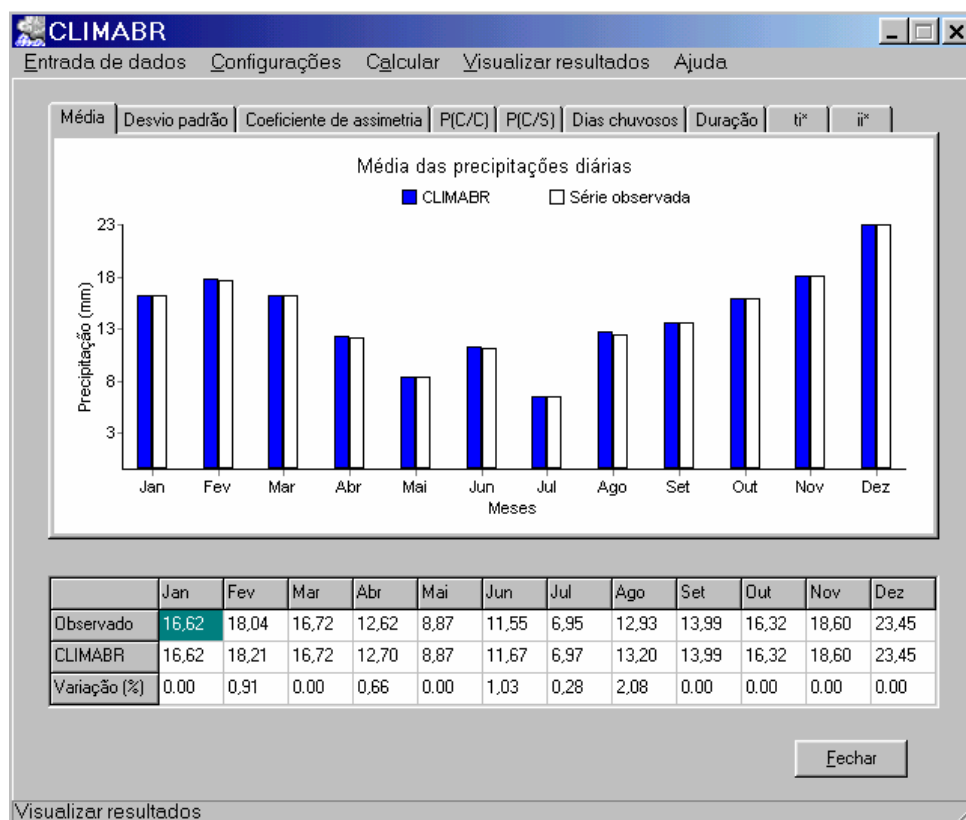 CLIMABR
Entrada de dados Configurações Calcular Visualizar resultados Ajuda
Média Desvio padrão Coeficiente de assimetria P(C/C) P(C/S) Dias chuvosos Duração ti* ii*
Média das precipitações diárias
CLIMABR Série observada
Precipitação (mm)
23
18
13
8
3
Jan Fev Mar Abr Mai Jun Jul Ago Set Out Nov Dez
Meses
Jan Fev Mar Abr Mai Jun Jul Ago Set Out Nov Dez
Observado 16,62 18,04 16,72 12,62 8,87 11,55 6,95 12,93 13,99 16,32 18,60 23,45
CLIMABR 16,62 18,21 16,72 12,70 8,87 11,67 6,97 13,20 13,99 16,32 18,60 23,45
Variação (%) 0.00 0,91 0.00 0,66 0.00 1,03 0,28 2,08 0.00 0.00 0.00 0.00
Fechar
Visualizar resultados